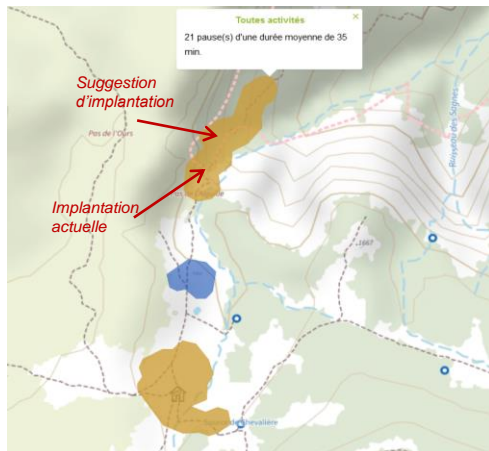 Toutes activités
×
21 pause(s) d'une durée moyenne de 35
min.
Suggestion
d'implantation
Pas de l'Ours
Ruisseau des Sagnes
Implantation
actuelle
1667
Chevalière